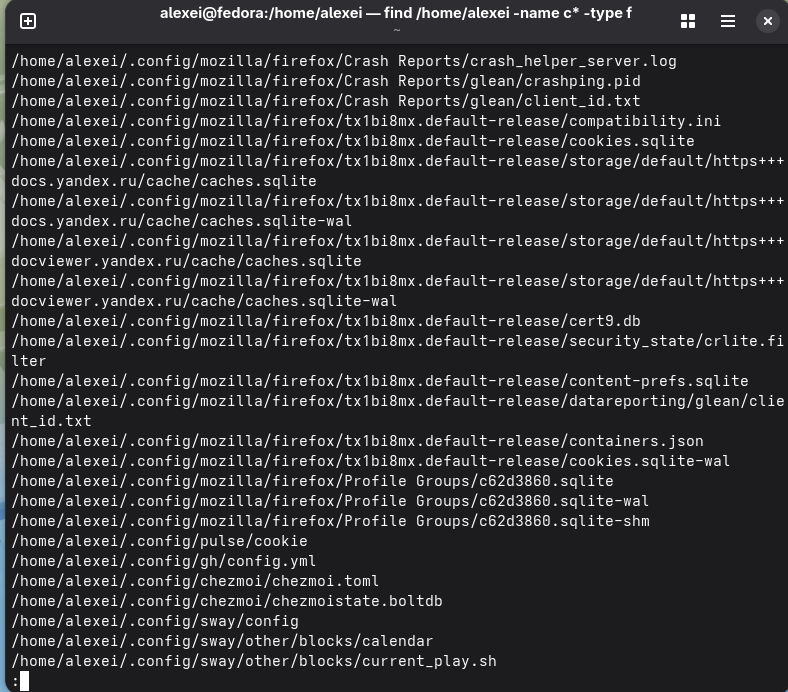 alexei@fedora:/home/alexei — find /home/alexei -name c* -type f
~
/home/alexei/.config/mozilla/firefox/Crash Reports/crash_helper_server.log
/home/alexei/.config/mozilla/firefox/Crash Reports/glean/crashping.pid
/home/alexei/.config/mozilla/firefox/Crash Reports/glean/client_id.txt
/home/alexei/.config/mozilla/firefox/tx1bi8mx.default-release/compatibility.ini
/home/alexei/.config/mozilla/firefox/tx1bi8mx.default-release/cookies.sqlite
/home/alexei/.config/mozilla/firefox/tx1bi8mx.default-release/storage/default/https+++
docs.yandex.ru/cache/caches.sqlite
/home/alexei/.config/mozilla/firefox/tx1bi8mx.default-release/storage/default/https+++
docs.yandex.ru/cache/caches.sqlite-wal
/home/alexei/.config/mozilla/firefox/tx1bi8mx.default-release/storage/default/https+++
docviewer.yandex.ru/cache/caches.sqlite
/home/alexei/.config/mozilla/firefox/tx1bi8mx.default-release/storage/default/https+++
docviewer.yandex.ru/cache/caches.sqlite-wal
/home/alexei/.config/mozilla/firefox/tx1bi8mx.default-release/cert9.db
/home/alexei/.config/mozilla/firefox/tx1bi8mx.default-release/security_state/crlite.fi
lter
/home/alexei/.config/mozilla/firefox/tx1bi8mx.default-release/content-prefs.sqlite
/home/alexei/.config/mozilla/firefox/tx1bi8mx.default-release/datareporting/glean/clie
nt_id.txt
/home/alexei/.config/mozilla/firefox/tx1bi8mx.default-release/containers.json
/home/alexei/.config/mozilla/firefox/tx1bi8mx.default-release/cookies.sqlite-wal
/home/alexei/.config/mozilla/firefox/Profile Groups/c62d3860.sqlite
/home/alexei/.config/mozilla/firefox/Profile Groups/c62d3860.sqlite-wal
/home/alexei/.config/mozilla/firefox/Profile Groups/c62d3860.sqlite-shm
/home/alexei/.config/pulse/cookie
/home/alexei/.config/gh/config.yml
/home/alexei/.config/chezmoi/chezmoi.toml
/home/alexei/.config/chezmoi/chezmoistate.boltdb
/home/alexei/.config/sway/config
/home/alexei/.config/sway/other/blocks/calendar
/home/alexei/.config/sway/other/blocks/current_play.sh
: